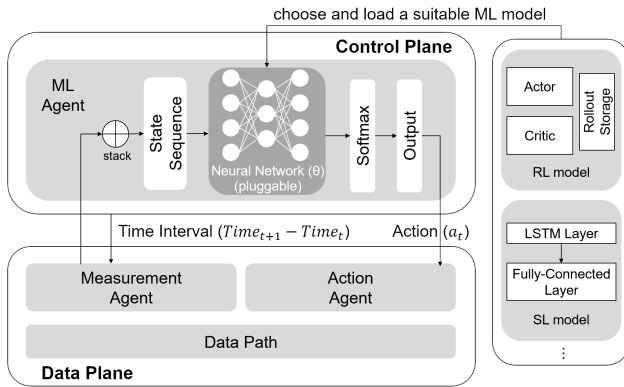 choose and load a suitable ML model
Control Plane
ML
Agent
stack
State
Sequence
Neural Network (θ)
(pluggable)
Softmax
Output
Time Interval (Time_{t+1} − Time_t)
Action (a_t)
Measurement
Agent
Action
Agent
Data Path
Data Plane
Actor
Critic
Rollout
Storage
RL model
LSTM Layer
Fully-Connected
Layer
SL model
⋮